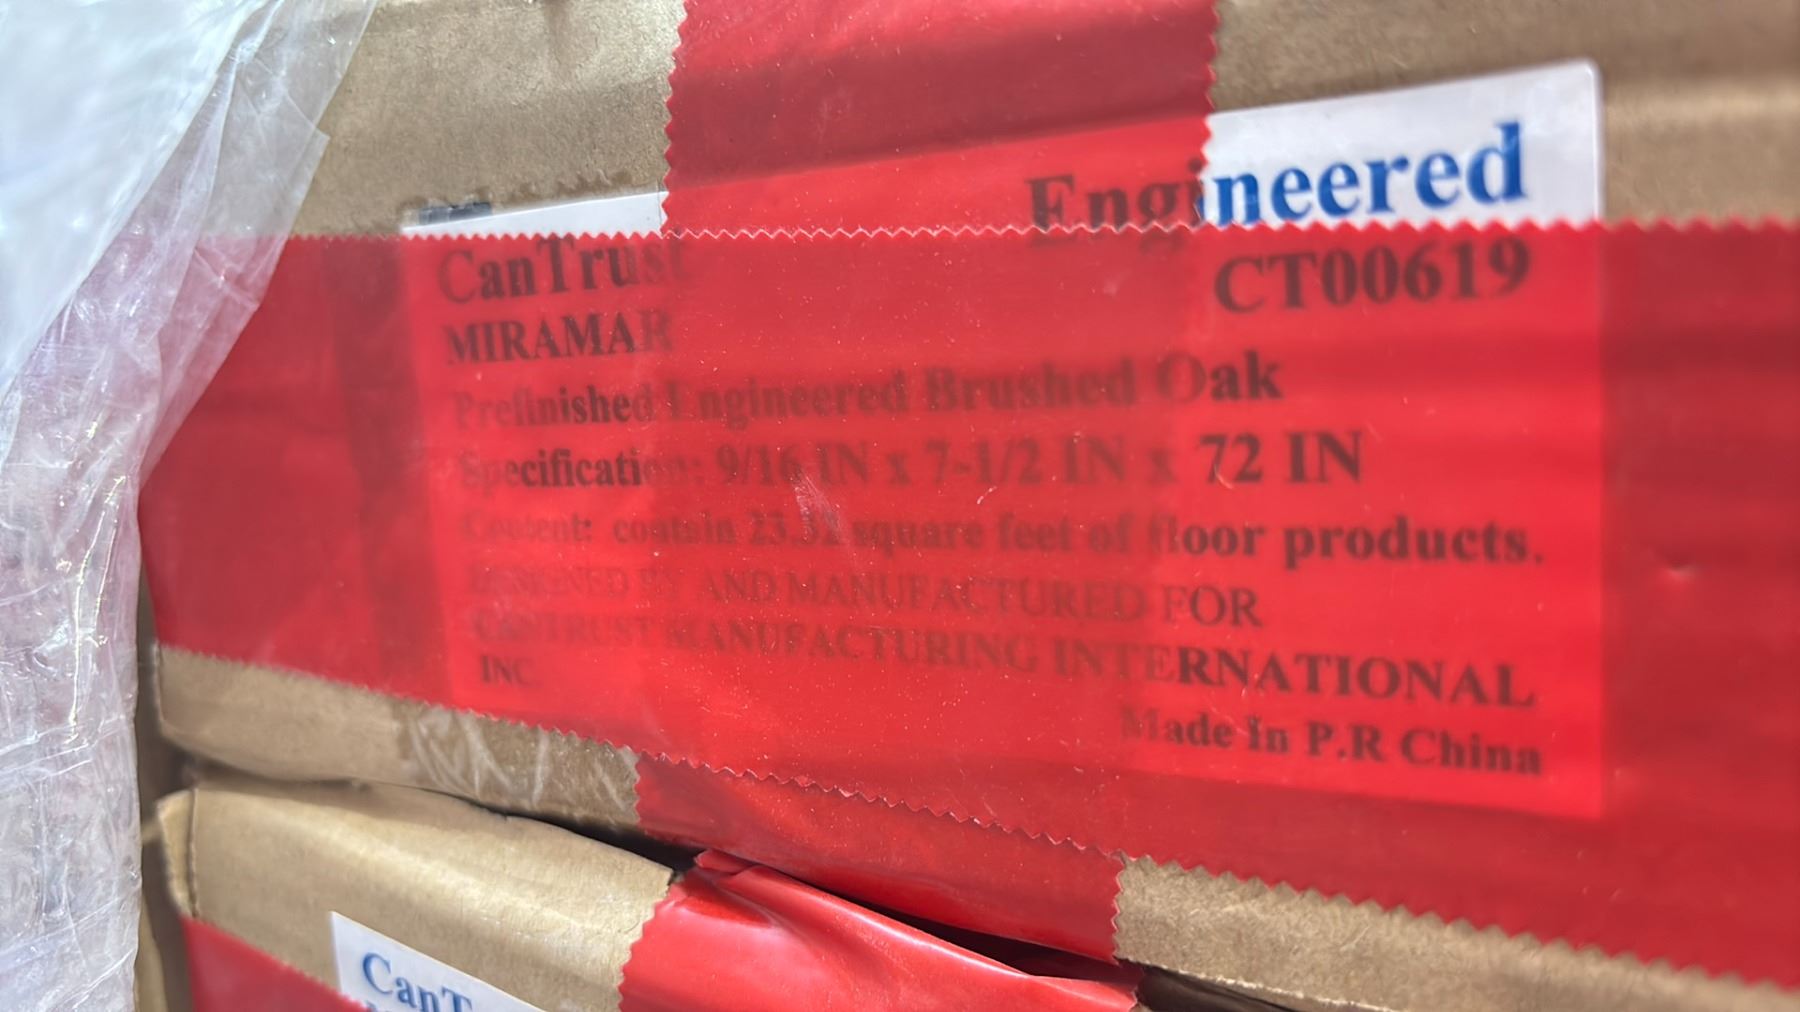 Engineered
CanTrust
CT00619
MIRAMAR
Prefinished Engineered Brushed Oak
Specification: 9/16 IN x 7-1/2 IN x 72 IN
Content: contain 23.32 square feet of floor products.
DESIGNED BY AND MANUFACTURED FOR
CANTRUST MANUFACTURING INTERNATIONAL
INC.
Made In P.R China
CanT